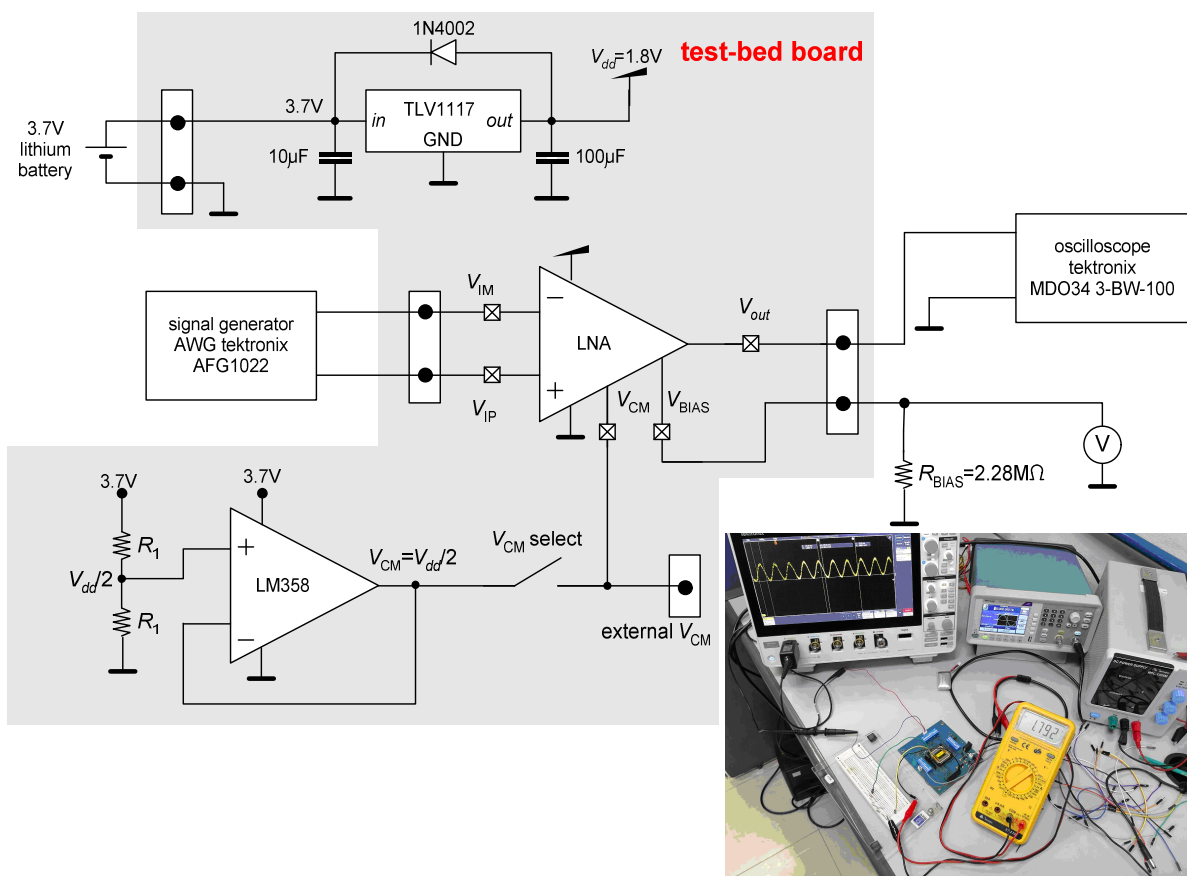 1N4002
Vdd=1.8V
test-bed board
3.7V
TLV1117
in
out
GND
3.7V
lithium
battery
10µF
100µF
oscilloscope
tektronix
MDO34 3-BW-100
VIM
Vout
signal generator
AWG tektronix
AFG1022
−
LNA
+
VIP
VCM
VBIAS
V
RBIAS=2.28MΩ
3.7V
3.7V
R1
+
VCM select
VCM=Vdd/2
Vdd/2
LM358
R1
−
external VCM
1.792